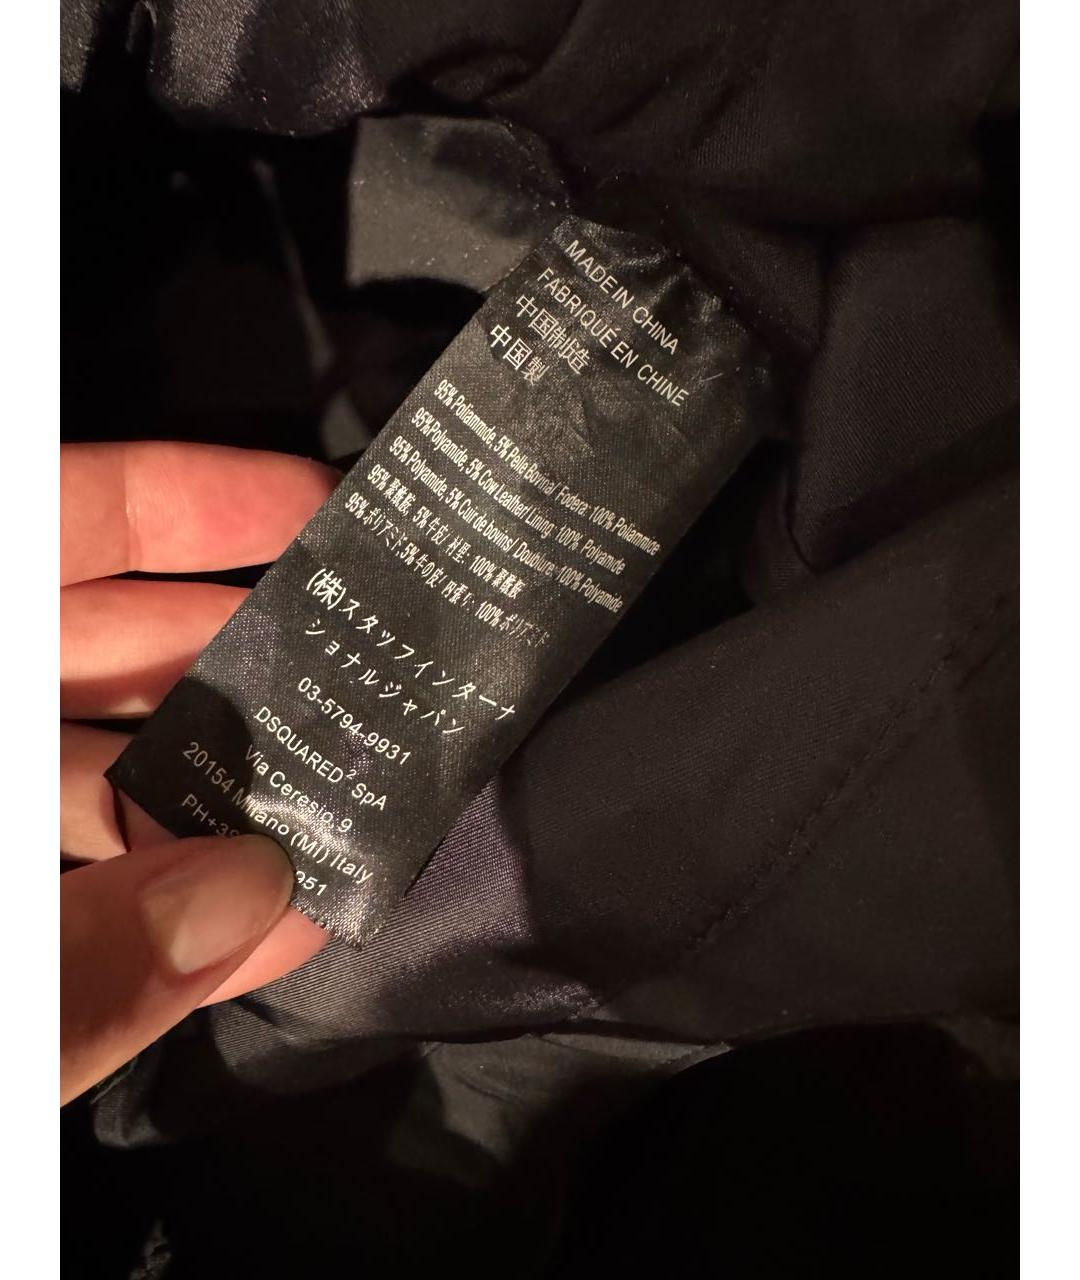 MADE IN CHINA
FABRIQUÉ EN CHINE
中国制造
中国製
95% Poliammide, 5% Pelle Bovina/ Fodera: 100% Poliammide
95%Polyamide, 5% Cow Leather/ Lining: 100% Polyamide
95% Polyamide, 5% Cuir de bovins/ Doublure: 100% Polyamide
95% 聚酰胺, 5% 牛皮/ 村里: 100% 聚酰胺
95% ポリアミド, 5% 牛の皮/ 内張り: 100% ポリアミド
(株)スタッフインターナ
ショナルジャパン
03-5794-9931
DSQUARED² SpA
Via Ceresio, 9
20154 Milano (MI) Italy
951